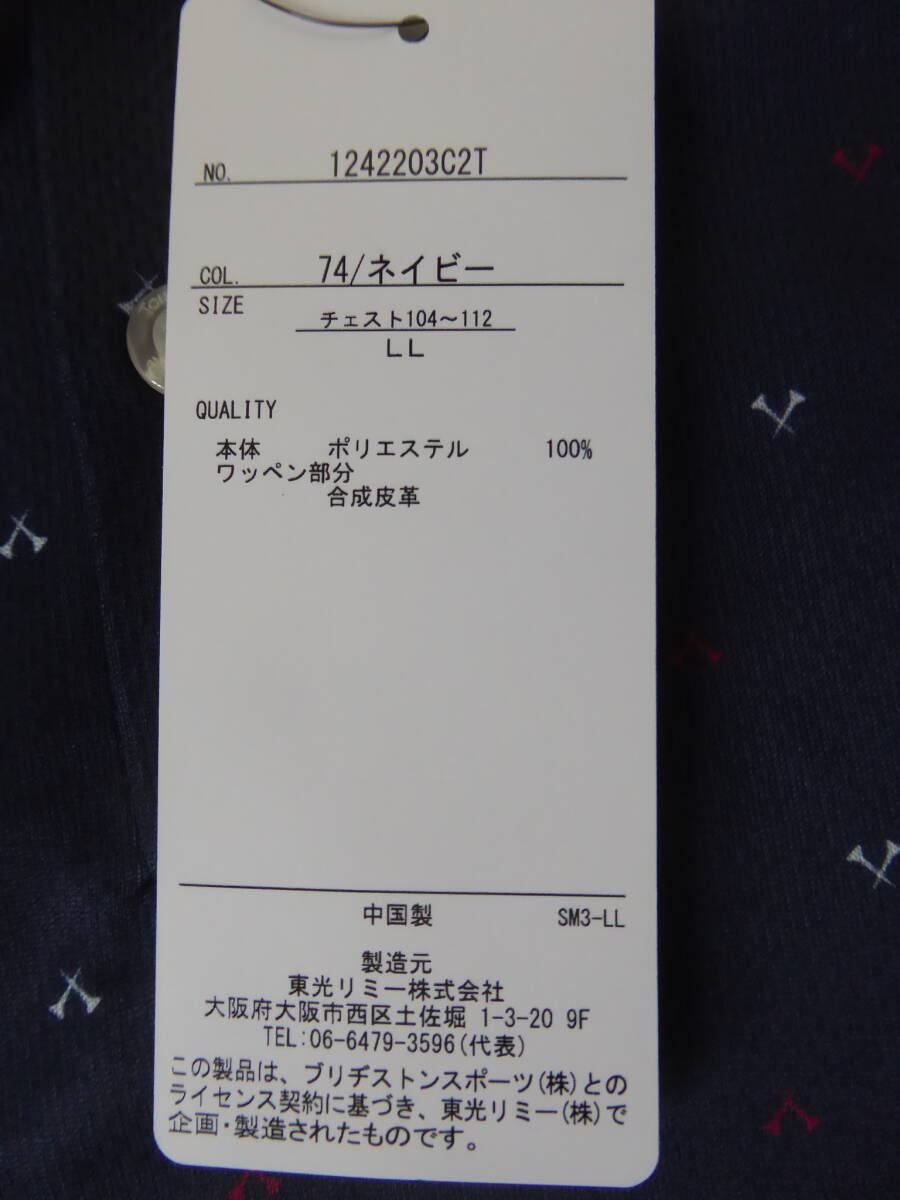 NO. 1242203C2T
COL. 74/ネイビー
SIZE
チェスト104～112
LL
QUALITY
本体 ポリエステル 100%
ワッペン部分
合成皮革
中国製 SM3-LL
製造元
東光リミー株式会社
大阪府大阪市西区土佐堀 1-3-20 9F
TEL:06-6479-3596(代表)
この製品は、ブリヂストンスポーツ(株)との
ライセンス契約に基づき、東光リミー(株)で
企画・製造されたものです。